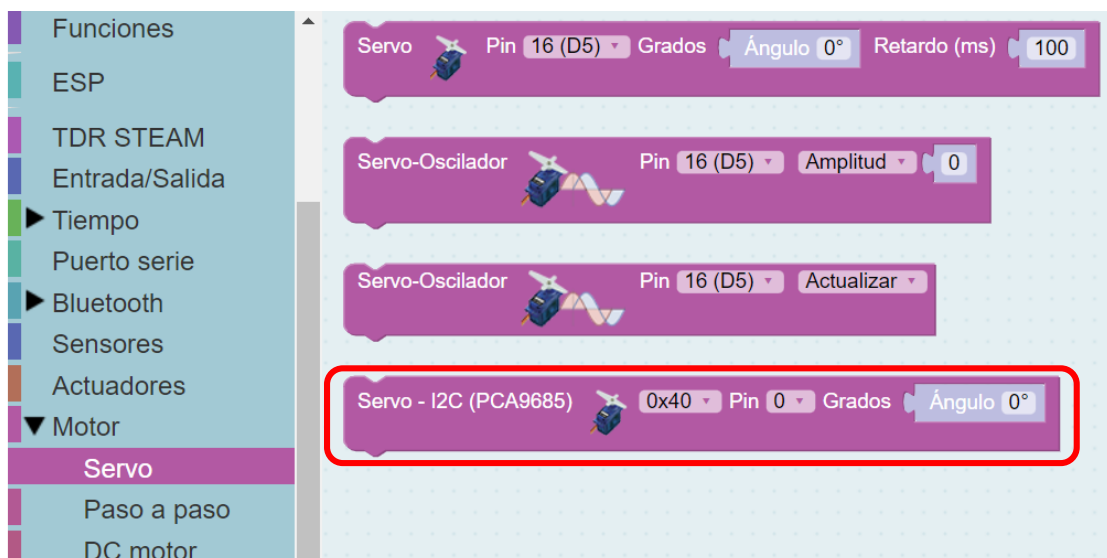 Funciones
ESP
TDR STEAM
Entrada/Salida
Tiempo
Puerto serie
Bluetooth
Sensores
Actuadores
Motor
Servo
Paso a paso
DC motor
Servo Pin 16 (D5) Grados Ángulo 0° Retardo (ms) 100
Servo-Oscilador Pin 16 (D5) Amplitud 0
Servo-Oscilador Pin 16 (D5) Actualizar
Servo - I2C (PCA9685) 0x40 Pin 0 Grados Ángulo 0°